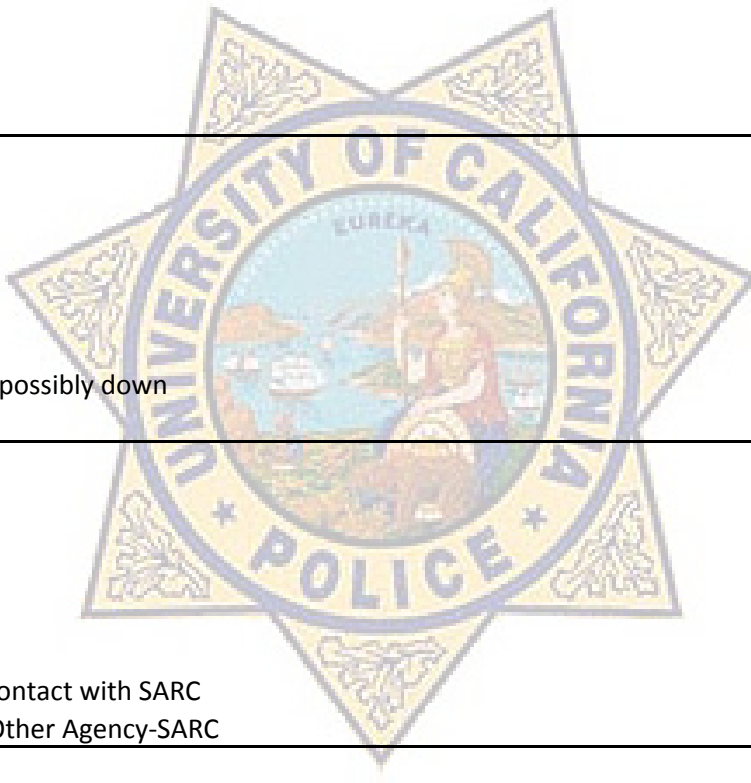 UNIVERSITY OF CALIFORNIA
EUREKA
possibly down
POLICE
ontact with SARC
Other Agency-SARC